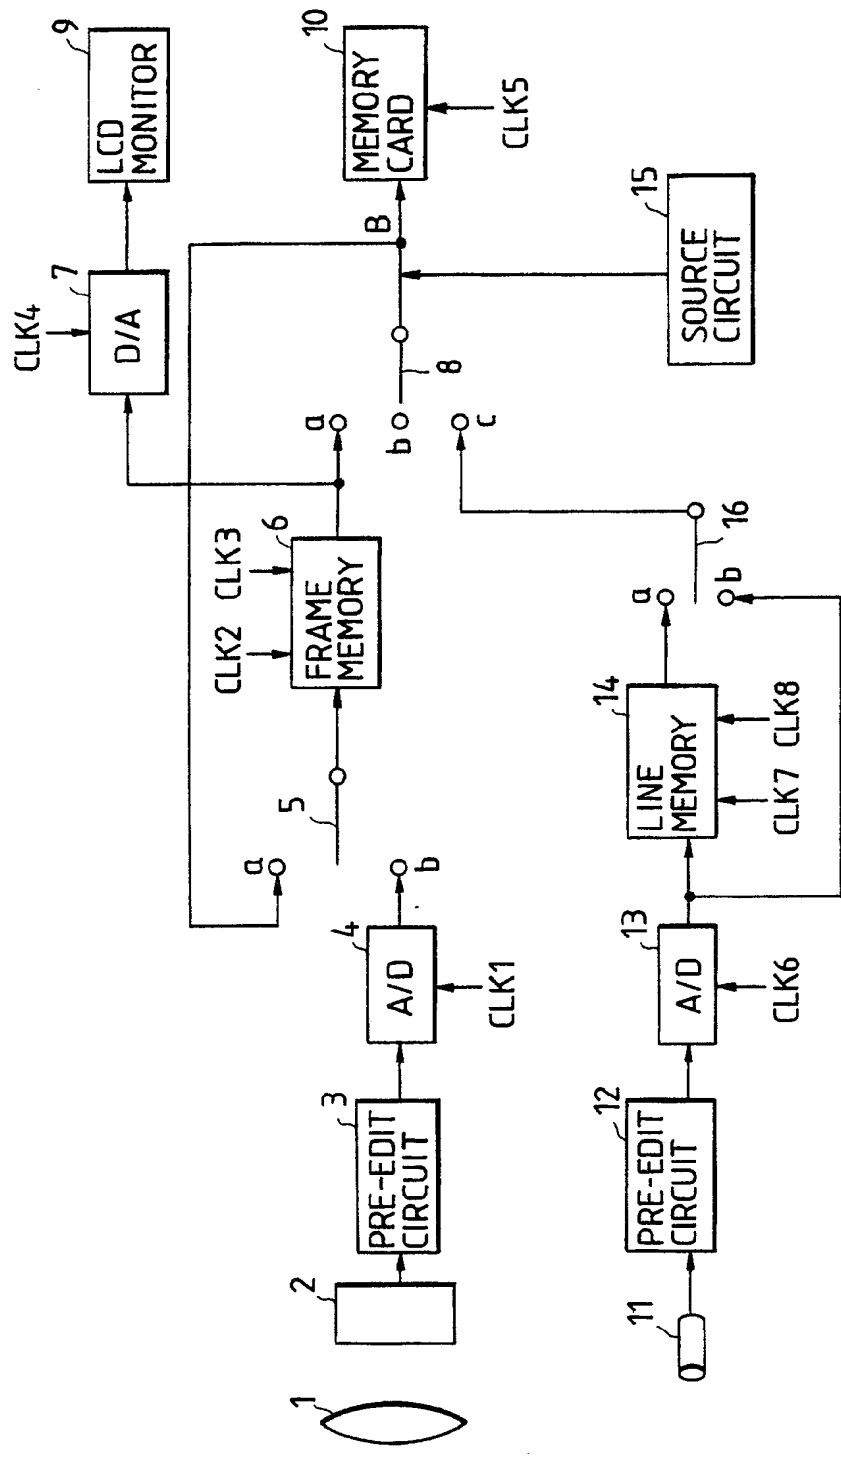 1
2
PRE-EDIT
CIRCUIT
3
A/D
4
CLK1
a
b
5
FRAME
MEMORY
6
CLK2
CLK3
D/A
7
CLK4
LCD
MONITOR
9
a
b
c
8
B
MEMORY
CARD
10
CLK5
11
PRE-EDIT
CIRCUIT
12
A/D
13
CLK6
LINE
MEMORY
14
CLK7
CLK8
a
b
16
SOURCE
CIRCUIT
15